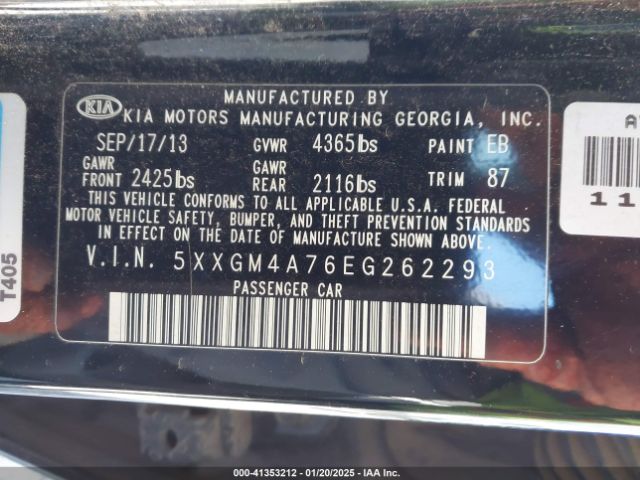 MANUFACTURED BY
KIA KIA MOTORS MANUFACTURING GEORGIA, INC.
SEP/17/13 GVWR 4365lbs PAINT EB
GAWR FRONT 2425lbs GAWR REAR 2116lbs TRIM 87
THIS VEHICLE CONFORMS TO ALL APPLICABLE U.S.A. FEDERAL
MOTOR VEHICLE SAFETY, BUMPER, AND THEFT PREVENTION STANDARDS
IN EFFECT ON THE DATE OF MANUFACTURE SHOWN ABOVE.
V.I.N. 5XXGM4A76EG262293
PASSENGER CAR
T405
11
000-41353212 - 01/20/2025 - IAA Inc.